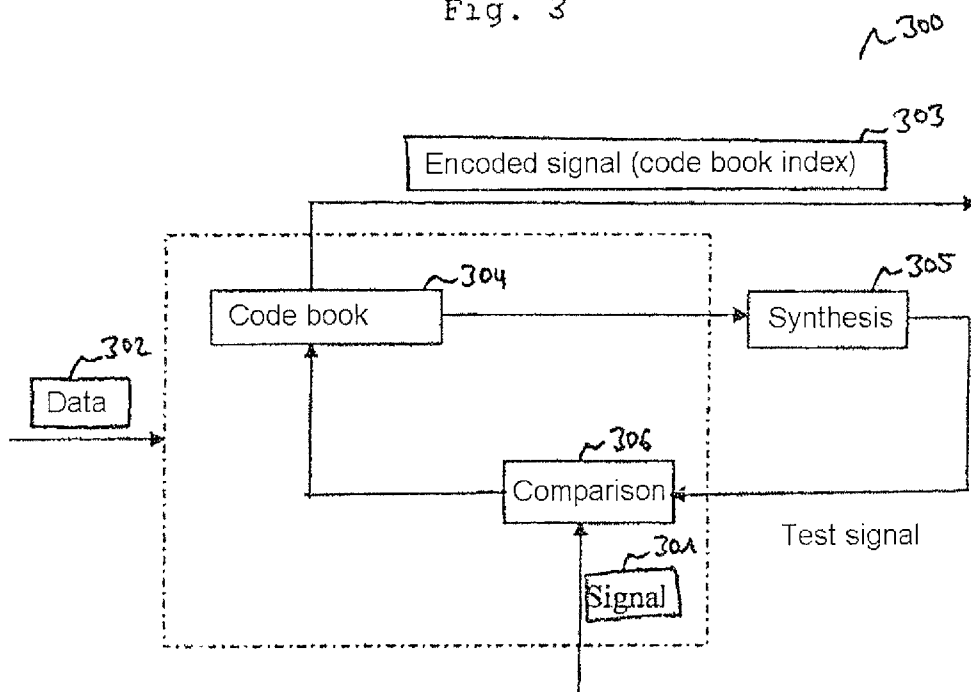 Fig. 3
300
303
Encoded signal (code book index)
304
Code book
305
Synthesis
302
Data
306
Comparison
Test signal
301
Signal